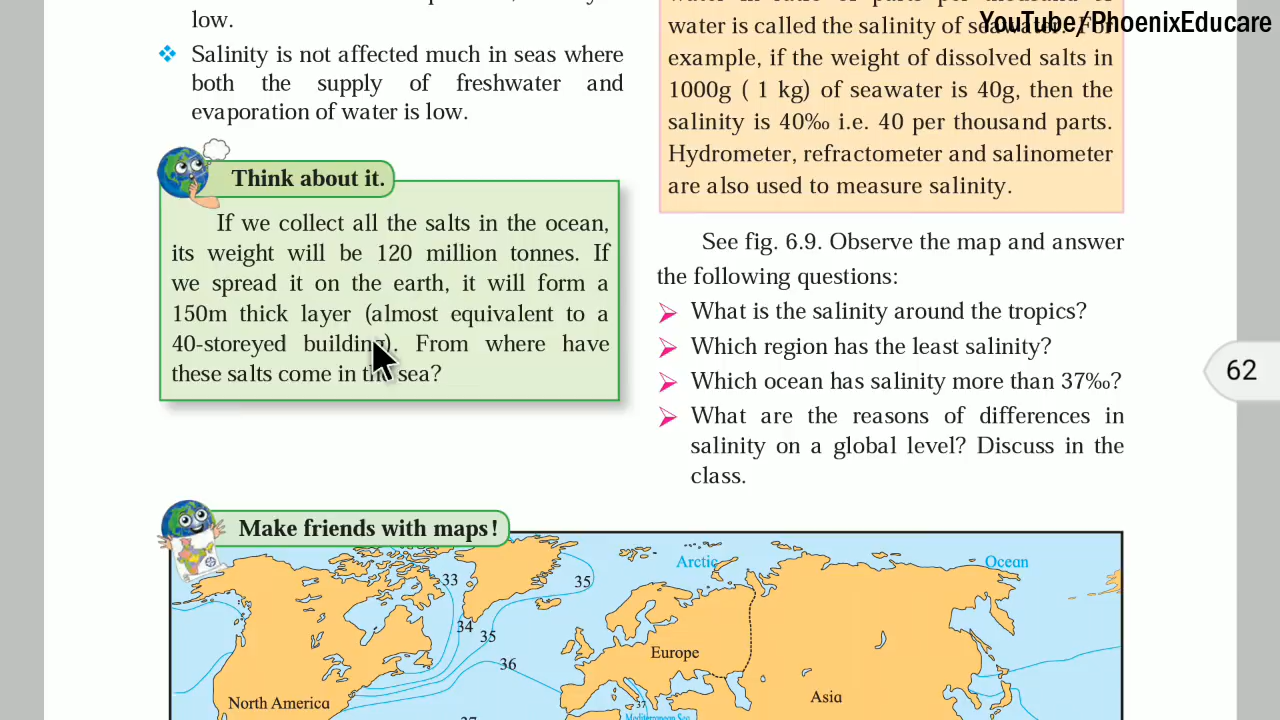 low.
Salinity is not affected much in seas where
both the supply of freshwater and
evaporation of water is low.
Think about it.
If we collect all the salts in the ocean,
its weight will be 120 million tonnes. If
we spread it on the earth, it will form a
150m thick layer (almost equivalent to a
40-storeyed building). From where have
these salts come in the sea?
YouTube/PhoenixEducare
water is called the salinity of seawater. For
example, if the weight of dissolved salts in
1000g ( 1 kg) of seawater is 40g, then the
salinity is 40‰ i.e. 40 per thousand parts.
Hydrometer, refractometer and salinometer
are also used to measure salinity.
See fig. 6.9. Observe the map and answer
the following questions:
What is the salinity around the tropics?
Which region has the least salinity?
Which ocean has salinity more than 37‰?
What are the reasons of differences in
salinity on a global level? Discuss in the
class.
62
Make friends with maps!
Arctic Ocean
33
35
34
35
36
Europe
Asia
North America
37
Mediterranean Sea